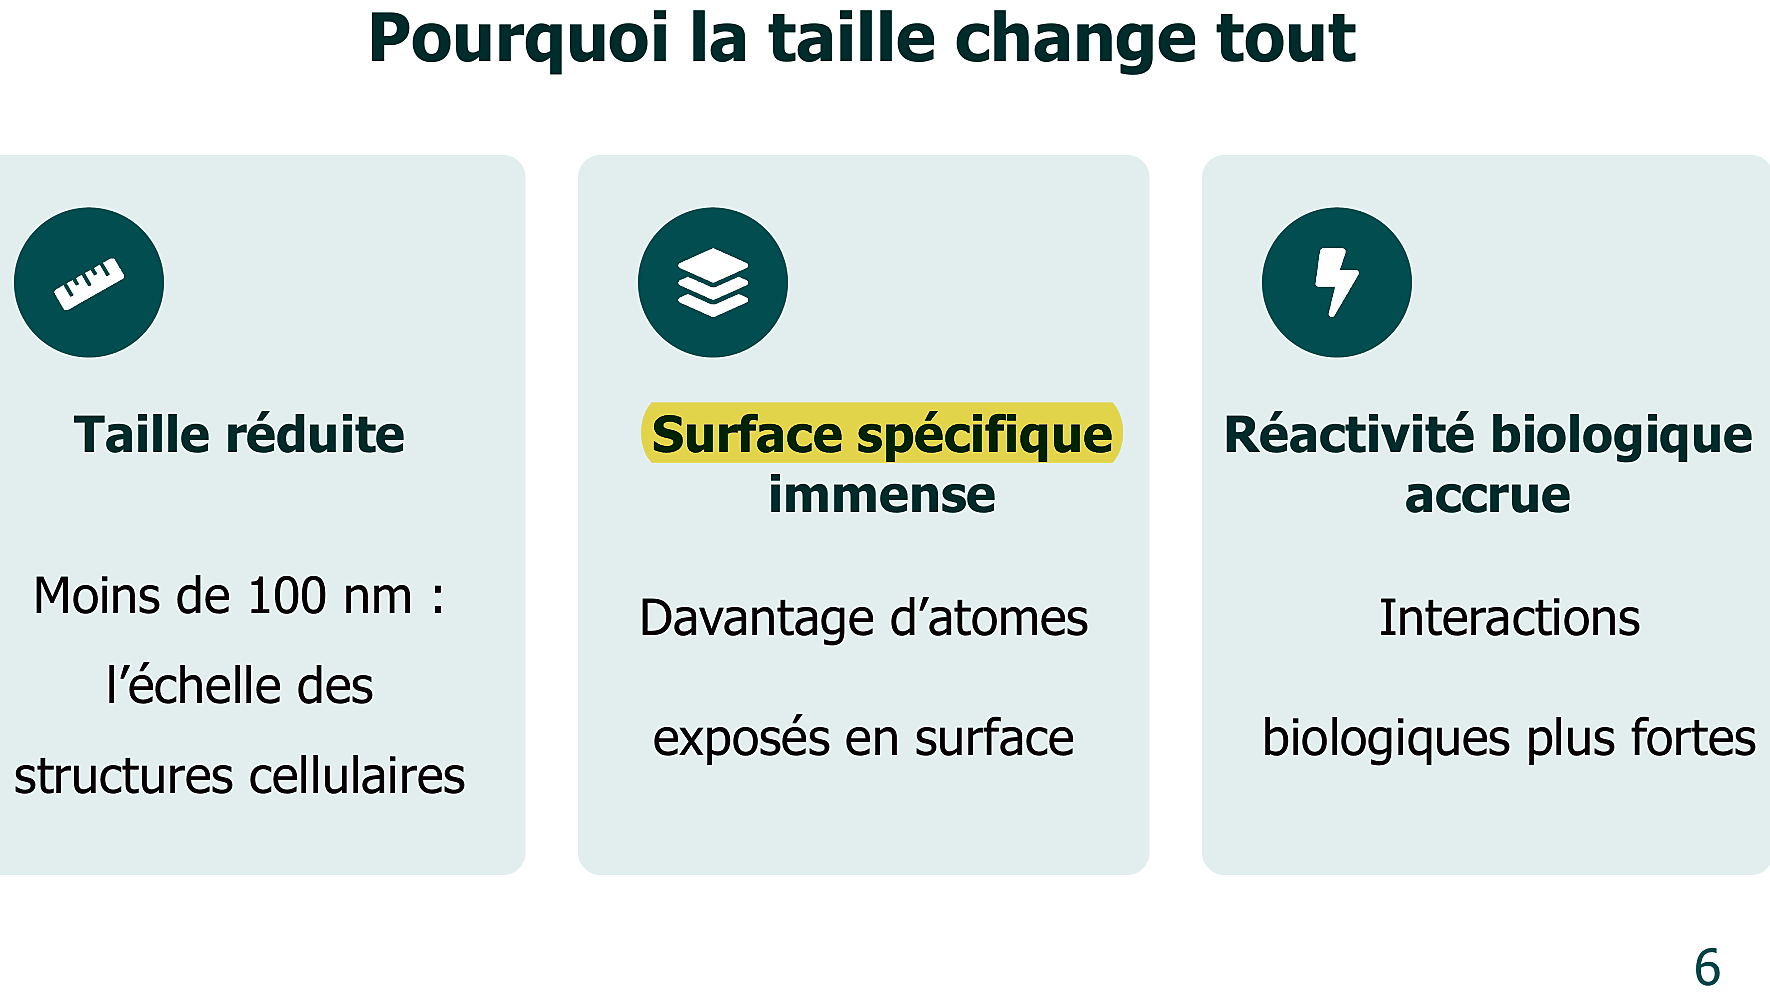 Pourquoi la taille change tout
Taille réduite
Moins de 100 nm :
l’échelle des
structures cellulaires
Surface spécifique
immense
Davantage d’atomes
exposés en surface
Réactivité biologique
accrue
Interactions
biologiques plus fortes
6